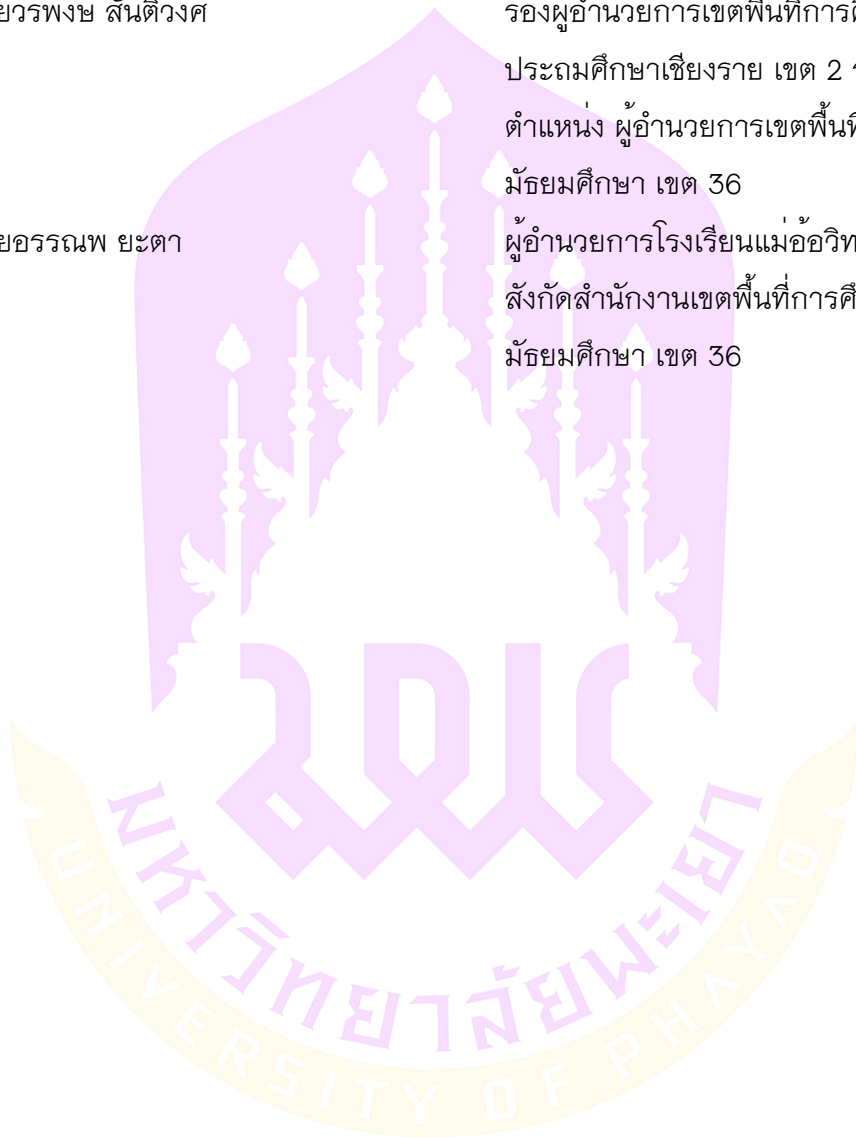 ยวรพงษ สันติวงศ
รองผู้อำนวยการเขตพื้นที่การ
ประถมศึกษาเชียงราย เขต 2
ตำแหน่ง ผู้อำนวยการเขตพื้นที
มัธยมศึกษา เขต 36
ยอรรณพ ยะตา
ผู้อำนวยการโรงเรียนแม่อ้อวิท
สังกัดสำนักงานเขตพื้นที่การศึ
มัธยมศึกษา เขต 36
มพย
มหาวิทยาลัยพะเยา
UNIVERSITY OF PHAYAO